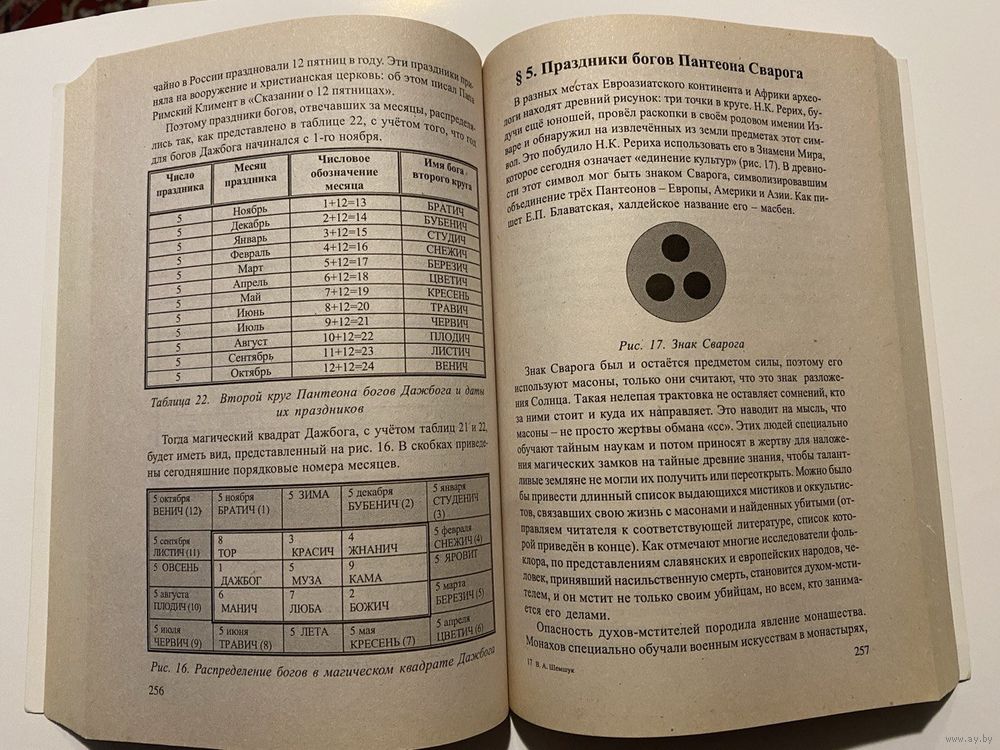 чайно в России праздновали 12 пятниц в году. Эти праздники при-
няла на вооружение и христианская церковь: об этом писал Папа
Римский Климент в «Сказании о 12 пятницах».
Поэтому праздники богов, отвечавших за месяцы, распредели-
лись так, как представлено в таблице 22, с учётом того, что год
для богов Дажбога начинался с 1-го ноября.
Число праздника Месяц праздника Числовое обозначение месяца Имя бога второго круга
5 Ноябрь 1+12=13 БРАТИЧ
5 Декабрь 2+12=14 БУБЕНИЧ
5 Январь 3+12=15 СТУДИЧ
5 Февраль 4+12=16 СНЕЖИЧ
5 Март 5+12=17 БЕРЕЗИЧ
5 Апрель 6+12=18 ЦВЕТИЧ
5 Май 7+12=19 КРЕСЕНЬ
5 Июнь 8+12=20 ТРАВИЧ
5 Июль 9+12=21 ЧЕРВИЧ
5 Август 10+12=22 ПЛОДИЧ
5 Сентябрь 11+12=23 ЛИСТИЧ
5 Октябрь 12+12=24 ВЕНИЧ
Таблица 22. Второй круг Пантеона богов Дажбога и даты
их праздников
Тогда магический квадрат Дажбога, с учётом таблиц 21 и 22,
будет иметь вид, представленный на рис. 16. В скобках приведе-
ны сегодняшние порядковые номера месяцев.
5 октября ВЕНИЧ (12) 5 ноября БРАТИЧ (1) 5 ЗИМА 5 декабря БУБЕНИЧ (2) 5 января СТУДЕНИЧ (3)
5 сентября ЛИСТИЧ (11) 8 ТОР 3 КРАСИЧ 4 ЖНАНИЧ 5 февраля СНЕЖИЧ (4)
5 ОВСЕНЬ 1 ДАЖБОГ 5 МУЗА 9 КАМА 5 ЯРОВИТ
5 августа ПЛОДИЧ (10) 6 МАНИЧ 7 ЛЮБА 2 БОЖИЧ 5 марта БЕРЕЗИЧ (5)
5 июля ЧЕРВИЧ (9) 5 июня ТРАВИЧ (8) 5 ЛЕТА 5 мая КРЕСЕНЬ (7) 5 апреля ЦВЕТИЧ (6)
Рис. 16. Распределение богов в магическом квадрате Дажбога
256
§ 5. Праздники богов Пантеона Сварога
В разных местах Евроазиатского континента и Африки архео-
логи находят древний рисунок: три точки в круге. Н.К. Рерих, бу-
дучи ещё юношей, провёл раскопки в своём родовом имении Из-
варе и обнаружил на извлечённых из земли предметах этот сим-
вол. Это побудило Н.К. Рериха использовать его в Знамени Мира,
которое сегодня означает «единение культур» (рис. 17). В древно-
сти этот символ мог быть знаком Сварога, символизировавшим
объединение трёх Пантеонов – Европы, Америки и Азии. Как пи-
шет Е.П. Блаватская, халдейское название его – масбен.
Рис. 17. Знак Сварога
Знак Сварога был и остаётся предметом силы, поэтому его
используют масоны, только они считают, что это знак разложе-
ния Солнца. Такая нелепая трактовка не оставляет сомнений, кто
за ними стоит и куда их направляет. Это наводит на мысль, что
масоны – не просто жертвы обмана «сс». Этих людей специально
обучают тайным наукам и потом приносят в жертву для наложе-
ния магических замков на тайные древние знания, чтобы талант-
ливые земляне не могли их получить или переоткрыть. Можно было
бы привести длинный список выдающихся мистиков и оккультис-
тов, связавших свою жизнь с масонами и найденных убитыми (от-
правляем читателя к соответствующей литературе, список кото-
рой приведён в конце). Как отмечают многие исследователи фоль-
клора, по представлениям славянских и европейских народов, че-
ловек, принявший насильственную смерть, становится духом-мсти-
телем, и он мстит не только своим убийцам, но всем, кто занима-
ется его делами.
Опасность духов-мстителей породила явление монашества.
Монахов специально обучали военным искусствам в монастырях,
17 В. А. Шемшук
257
www.ay.by